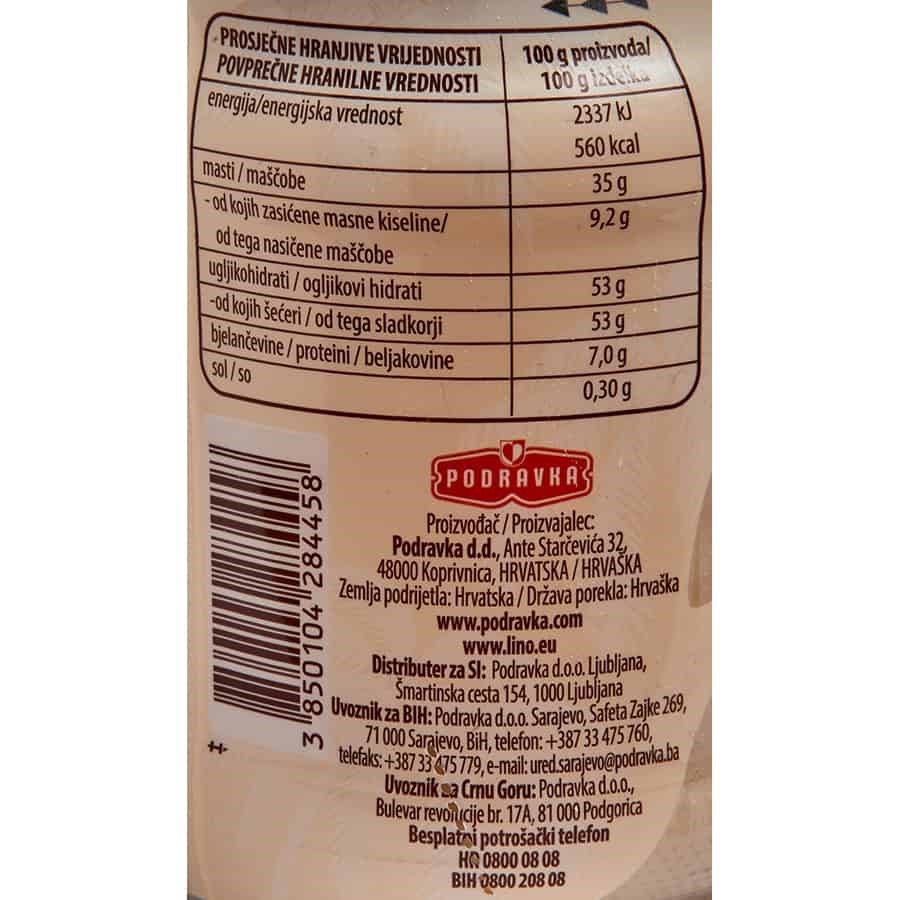 PROSJEČNE HRANJIVE VRIJEDNOSTI
POVPREČNE HRANILNE VREDNOSTI
100 g proizvoda/
100 g izdelka
energija/energijska vrednost
2337 kJ
560 kcal
masti / maščobe
35 g
- od kojih zasićene masne kiseline/
od tega nasičene maščobe
9,2 g
ugljikohidrati / ogljikovi hidrati
53 g
-od kojih šećeri / od tega sladkorji
53 g
bjelančevine / proteini / beljakovine
7,0 g
sol / so
0,30 g
3 850104 284458
PODRAVKA
Proizvođač / Proizvajalec:
Podravka d.d., Ante Starčevića 32,
48000 Koprivnica, HRVATSKA / HRVAŠKA
Zemlja podrijetla: Hrvatska / Država porekla: Hrvaška
www.podravka.com
www.lino.eu
Distributer za SI: Podravka d.o.o. Ljubljana,
Šmartinska cesta 154, 1000 Ljubljana
Uvoznik za BIH: Podravka d.o.o. Sarajevo, Safeta Zajke 269,
71 000 Sarajevo, BiH, telefon: +387 33 475 760,
telefaks: +387 33 475 779, e-mail: ured.sarajevo@podravka.ba
Uvoznik za Crnu Goru: Podravka d.o.o.,
Bulevar revolucije br. 17A, 81 000 Podgorica
Besplatni potrošački telefon
HR 0800 08 08
BIH 0800 208 08